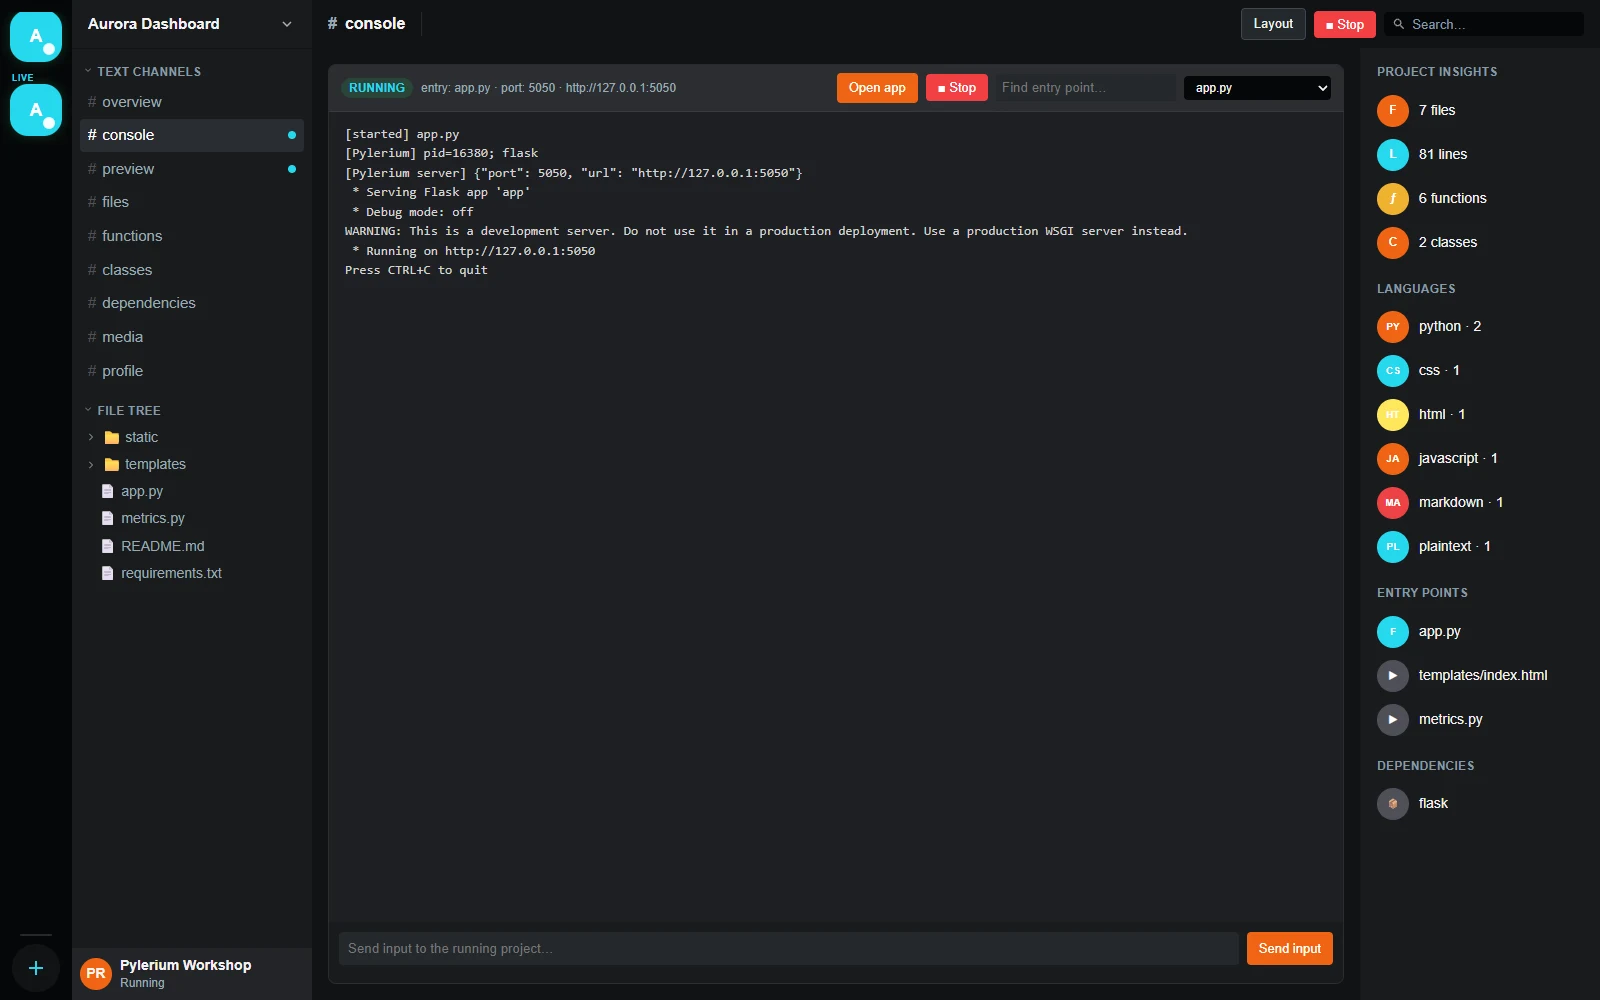 A
LIVE
A
Aurora Dashboard
TEXT CHANNELS
# overview
# console
# preview
# files
# functions
# classes
# dependencies
# media
# profile
FILE TREE
static
templates
app.py
metrics.py
README.md
requirements.txt
PR
Pylerium Workshop
Running
# console
Layout
Stop
Search...
RUNNING
entry: app.py · port: 5050 · http://127.0.0.1:5050
Open app
Stop
Find entry point...
app.py
[started] app.py
[Pylerium] pid=16380; flask
[Pylerium server] {"port": 5050, "url": "http://127.0.0.1:5050"}
* Serving Flask app 'app'
* Debug mode: off
WARNING: This is a development server. Do not use it in a production deployment. Use a production WSGI server instead.
* Running on http://127.0.0.1:5050
Press CTRL+C to quit
Send input to the running project...
Send input
PROJECT INSIGHTS
F 7 files
L 81 lines
ƒ 6 functions
C 2 classes
LANGUAGES
PY python · 2
CS css · 1
HT html · 1
JA javascript · 1
MA markdown · 1
PL plaintext · 1
ENTRY POINTS
F app.py
templates/index.html
metrics.py
DEPENDENCIES
flask